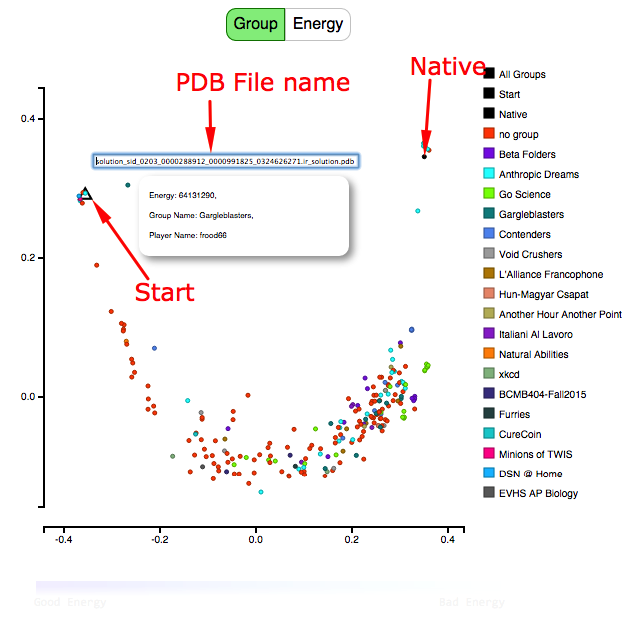 Group Energy
PDB File name
Native
solution_sid_0203_0000288912_0000991825_0324626271.ir_solution.pdb
Energy: 64131290,
Group Name: Gargleblasters,
Player Name: frood66
Start
0.4
0.2
0.0
-0.4 -0.2 0.0 0.2 0.4
All Groups
Start
Native
no group
Beta Folders
Anthropic Dreams
Go Science
Gargleblasters
Contenders
Void Crushers
L'Alliance Francophone
Hun-Magyar Csapat
Another Hour Another Point
Italiani Al Lavoro
Natural Abilities
xkcd
BCMB404-Fall2015
Furries
CureCoin
Minions of TWIS
DSN @ Home
EVHS AP Biology
Good Energy Bad Energy